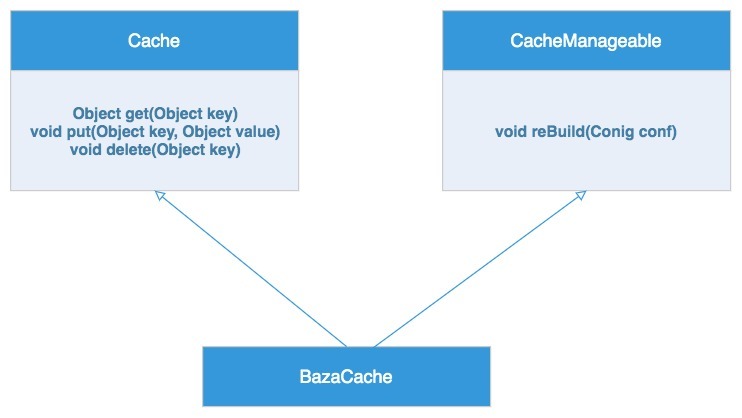 Cache
Object get(Object key)
void put(Object key, Object value)
void delete(Object key)
CacheManageable
void reBuild(Conig conf)
BazaCache